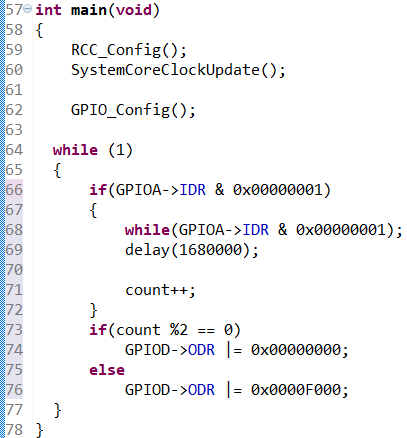 57 int main(void)
58 {
59     RCC_Config();
60     SystemCoreClockUpdate();
61
62     GPIO_Config();
63
64   while (1)
65   {
66       if(GPIOA->IDR & 0x00000001)
67       {
68           while(GPIOA->IDR & 0x00000001);
69           delay(1680000);
70
71           count++;
72       }
73       if(count %2 == 0)
74           GPIOD->ODR |= 0x00000000;
75       else
76           GPIOD->ODR |= 0x0000F000;
77   }
78 }